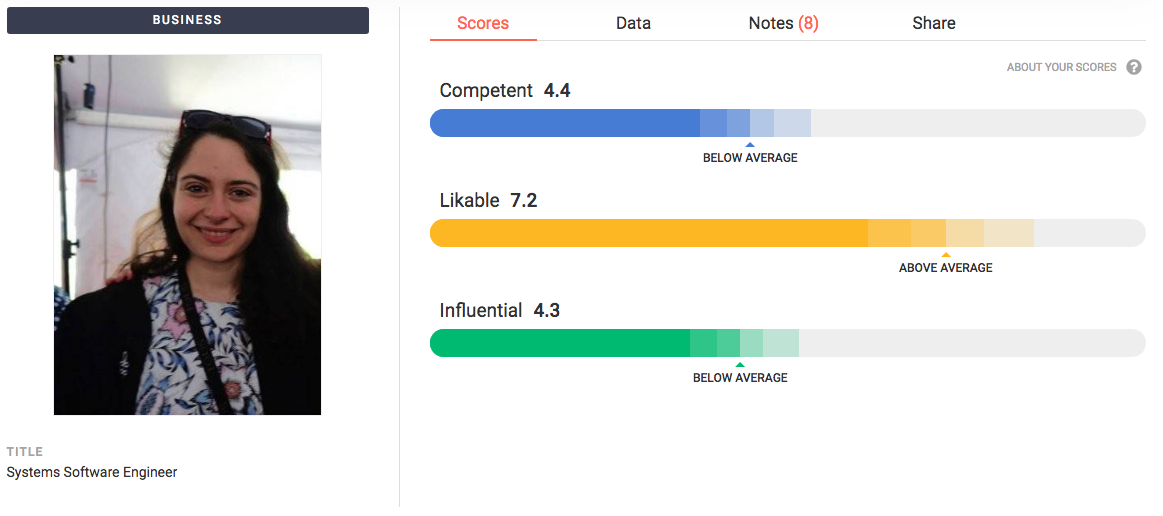 BUSINESS
Scores Data Notes (8) Share
ABOUT YOUR SCORES ?
Competent 4.4
BELOW AVERAGE
Likable 7.2
ABOVE AVERAGE
Influential 4.3
BELOW AVERAGE
TITLE
Systems Software Engineer